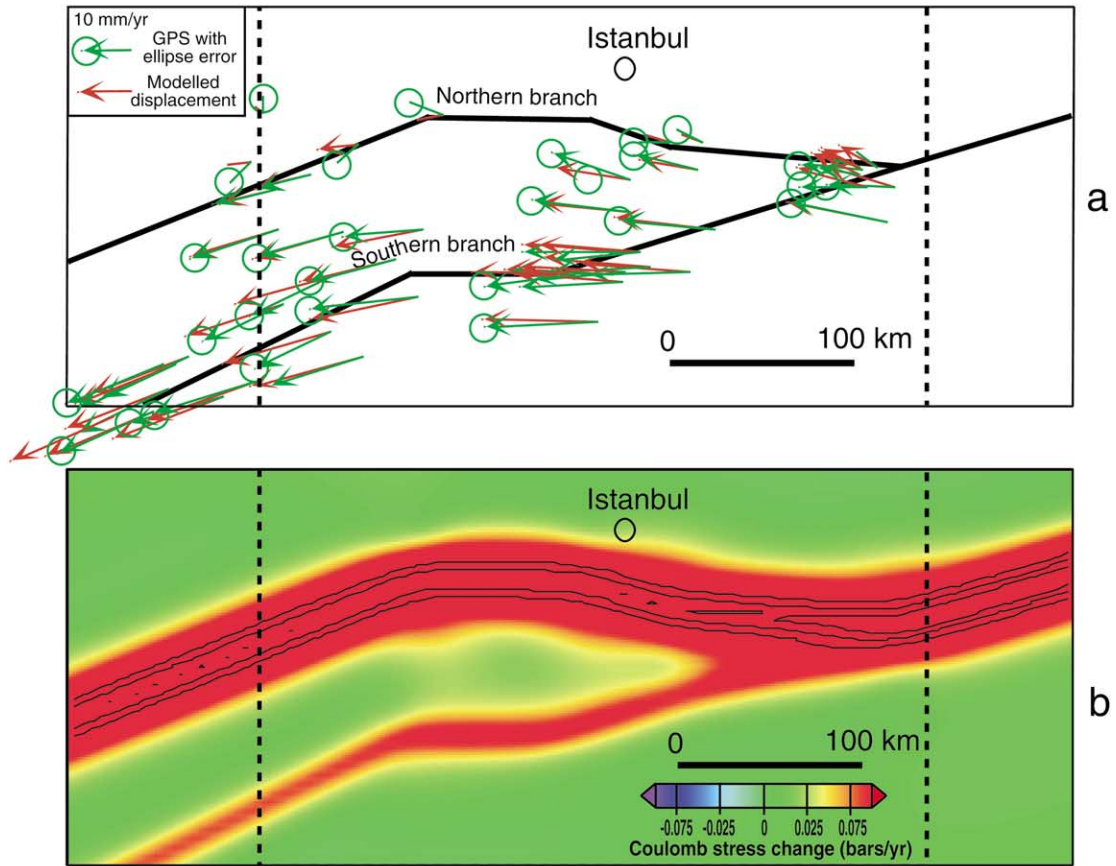 10 mm/yr
GPS with
ellipse error
Modelled
displacement
Istanbul
Northern branch
Southern branch
0 100 km
a
Istanbul
0 100 km
-0.075 -0.025 0 0.025 0.075
Coulomb stress change (bars/yr)
b